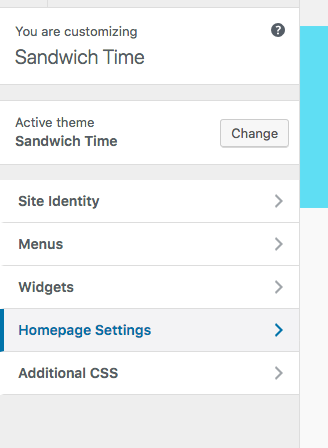 You are customizing
?
Sandwich Time
Active theme
Sandwich Time
Change
Site Identity
Menus
Widgets
Homepage Settings
Additional CSS